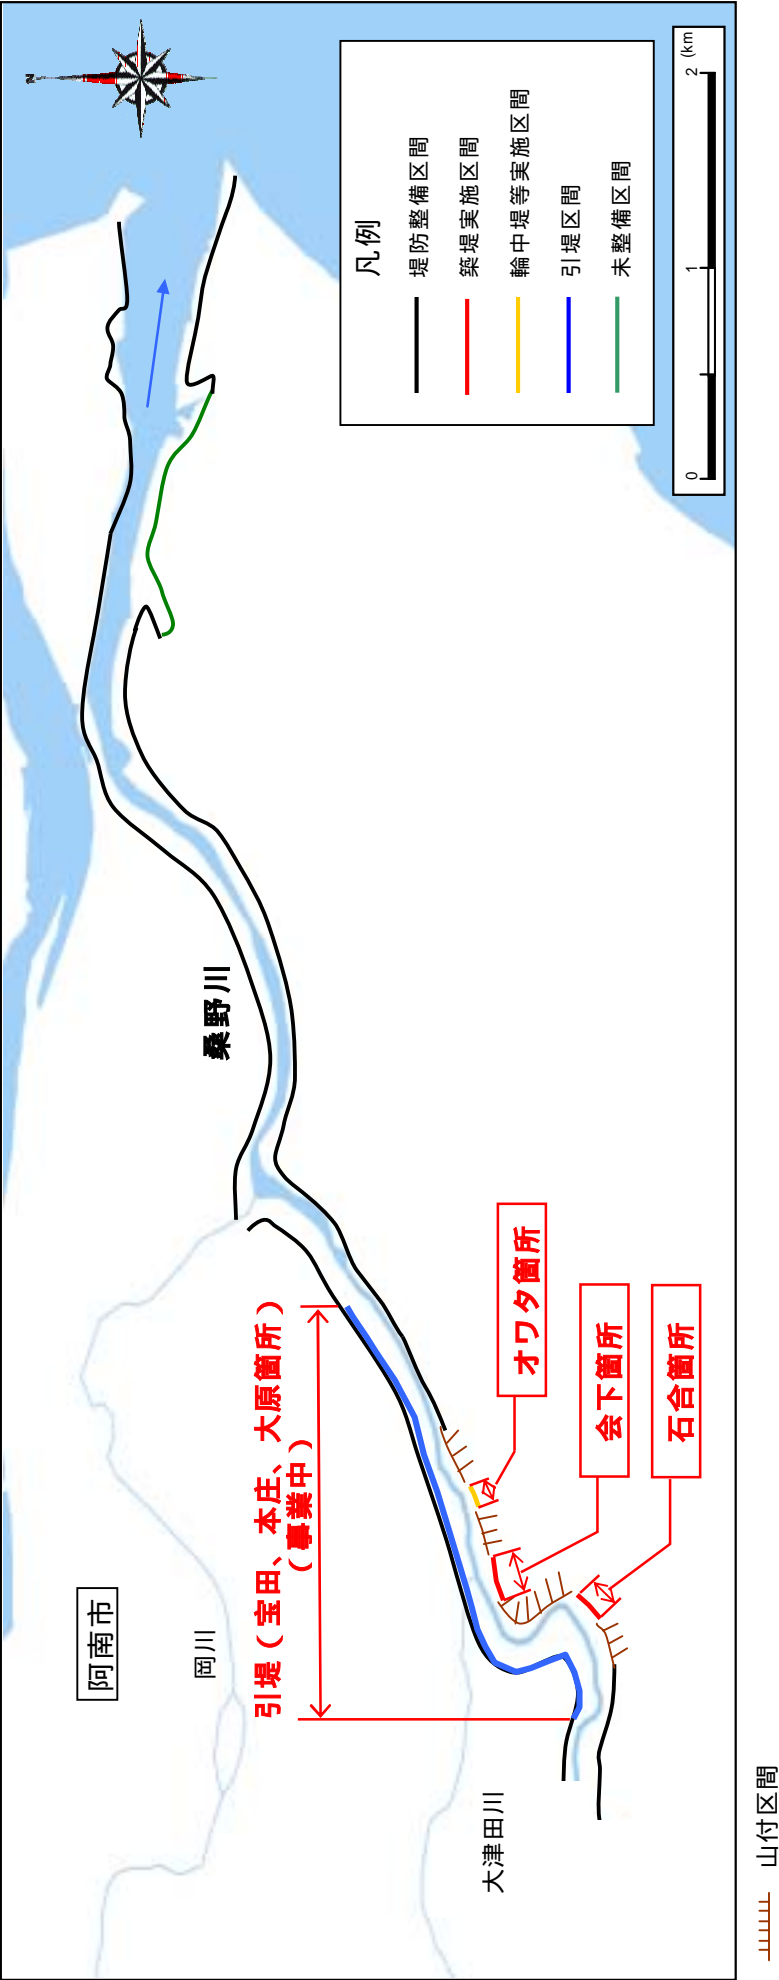 N
凡例
堤防整備区間
築堤実施区間
輪中堤等実施区間
引堤区間
未整備区間
0
1
2
(km
桑野川
引堤(宝田、本庄、大原箇所)
(事業中)
オワタ箇所
会下箇所
石合箇所
阿南市
岡川
大津田川
山付区間